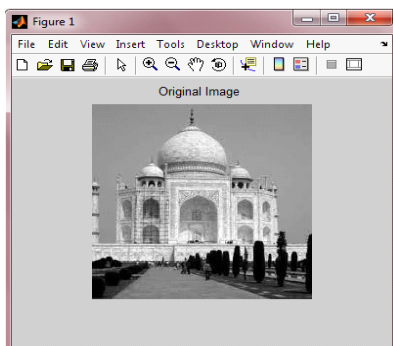 Figure 1
File Edit View Insert Tools Desktop Window Help
Original Image